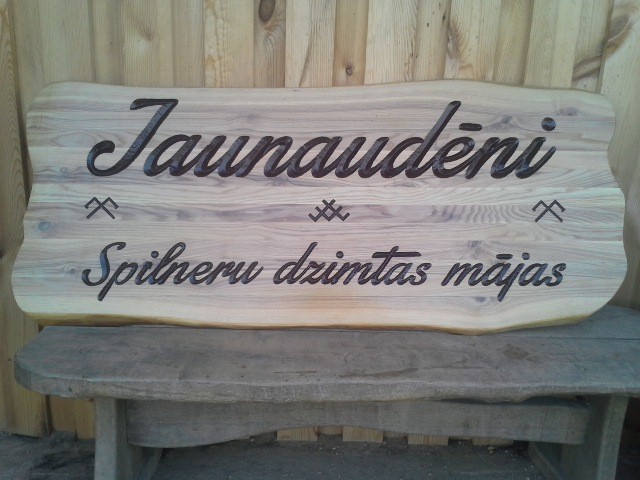 Jaunaudēni
Spilneru dzimtas mājas